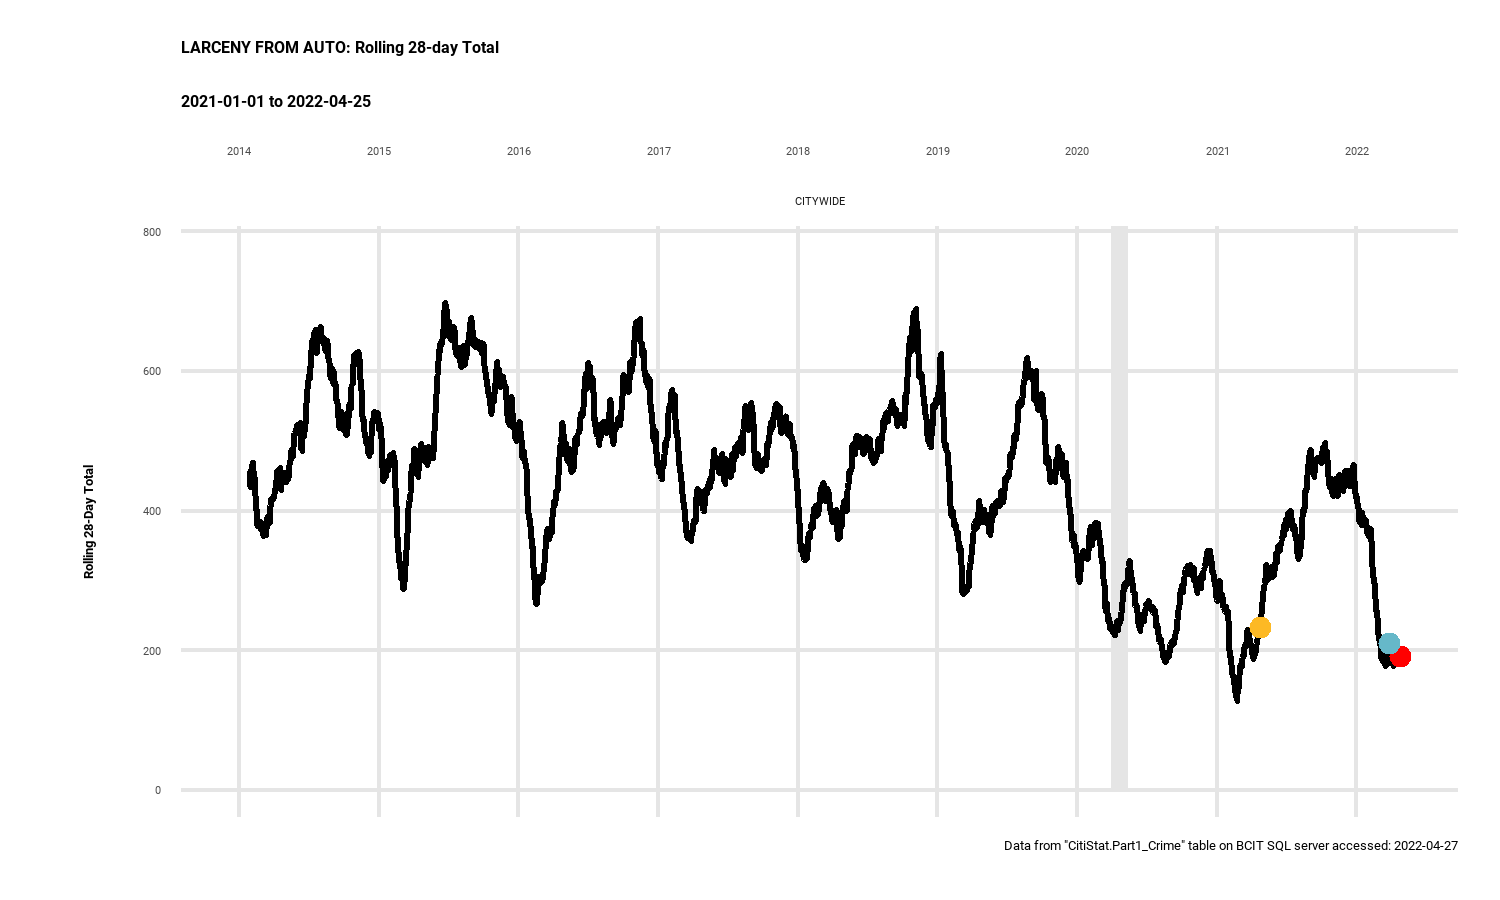 LARCENY FROM AUTO: Rolling 28-day Total
2021-01-01 to 2022-04-25
2014 2015 2016 2017 2018 2019 2020 2021 2022
CITYWIDE
800
600
400
200
0
Rolling 28-Day Total
Data from "CitiStat.Part1_Crime" table on BCIT SQL server accessed: 2022-04-27